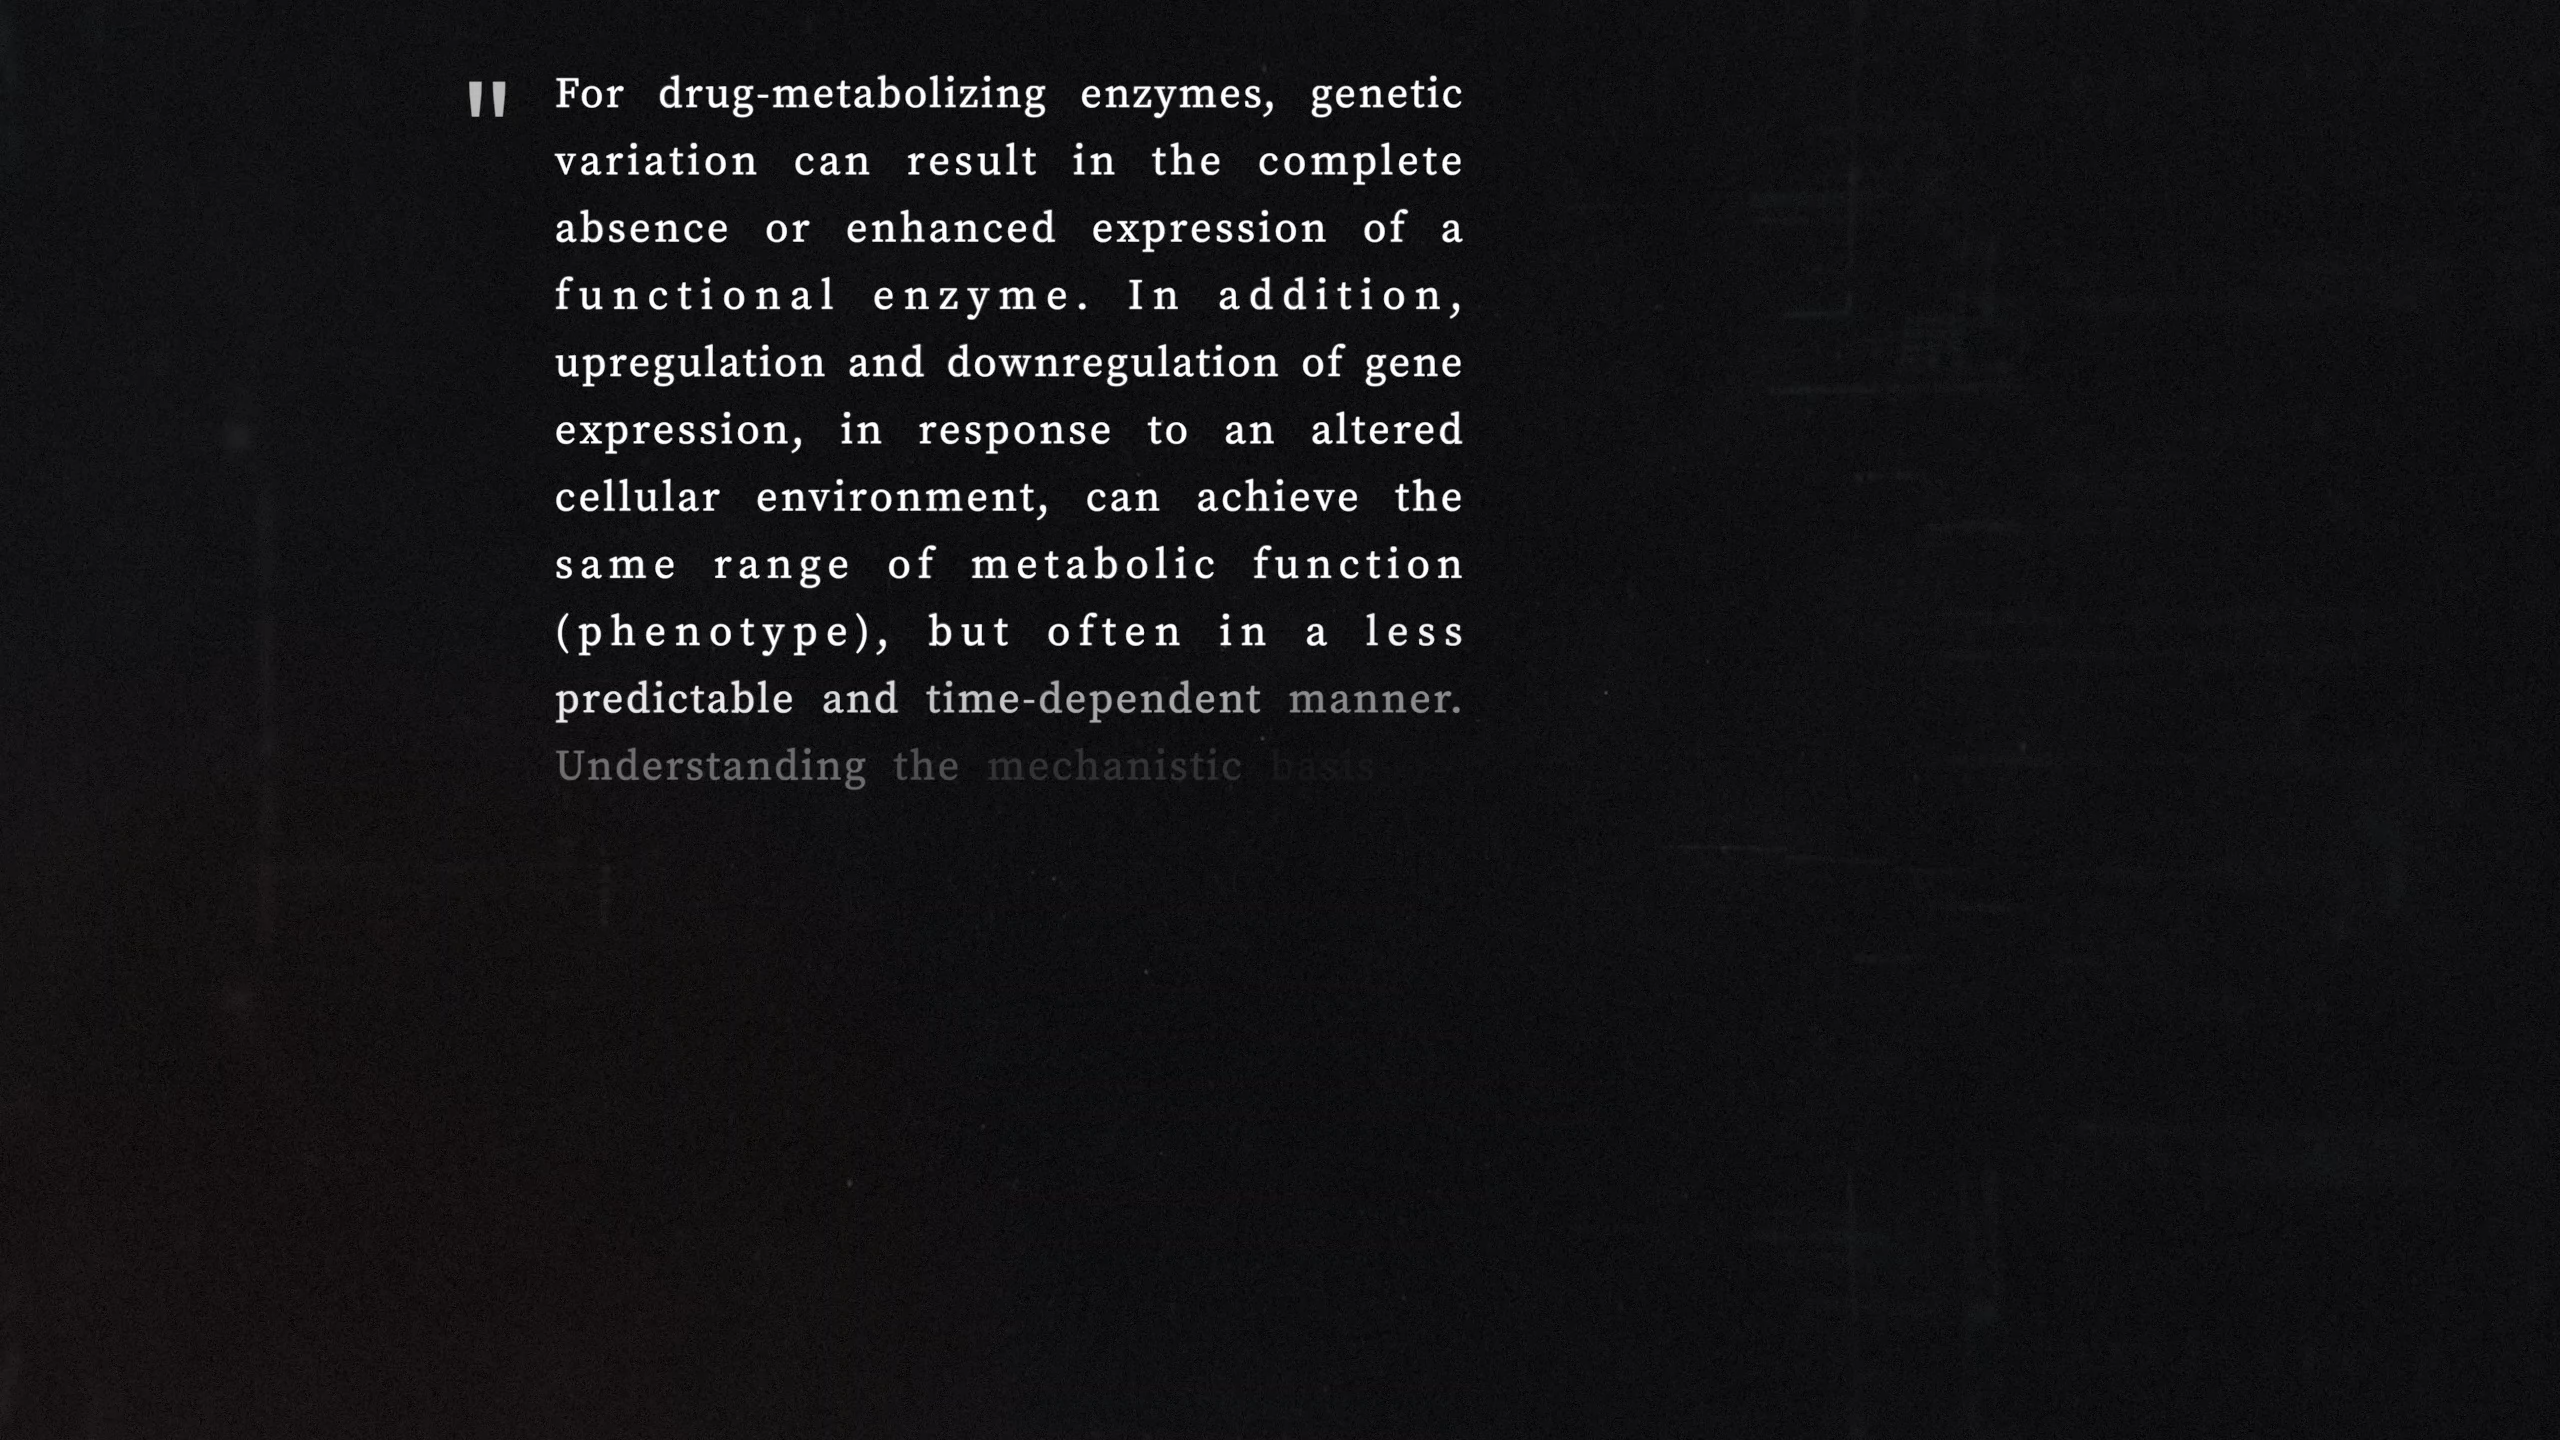 "For drug-metabolizing enzymes, genetic
variation can result in the complete
absence or enhanced expression of a
functional enzyme. In addition,
upregulation and downregulation of gene
expression, in response to an altered
cellular environment, can achieve the
same range of metabolic function
(phenotype), but often in a less
predictable and time-dependent manner.
Understanding the mechanistic basis